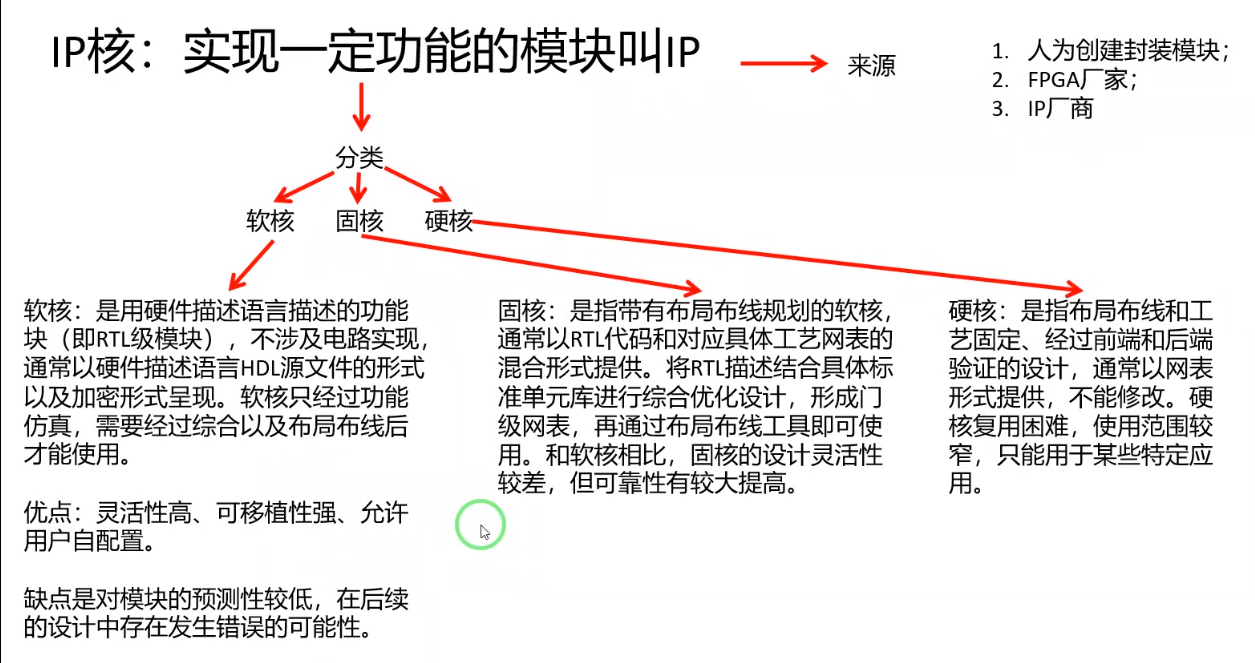 IP核：实现一定功能的模块叫IP
来源
1. 人为创建封装模块；
2. FPGA厂家；
3. IP厂商
分类
软核
固核
硬核
软核：是用硬件描述语言描述的功能
块（即RTL级模块），不涉及电路实现，
通常以硬件描述语言HDL源文件的形式
以及加密形式呈现。软核只经过功能
仿真，需要经过综合以及布局布线后
才能使用。
优点：灵活性高、可移植性强、允许
用户自配置。
缺点是对模块的预测性较低，在后续
的设计中存在发生错误的可能性。
固核：是指带有布局布线规划的软核，
通常以RTL代码和对应具体工艺网表的
混合形式提供。将RTL描述结合具体标
准单元库进行综合优化设计，形成门
级网表，再通过布局布线工具即可使
用。和软核相比，固核的设计灵活性
较差，但可靠性有较大提高。
硬核：是指布局布线和工
艺固定、经过前端和后端
验证的设计，通常以网表
形式提供，不能修改。硬
核复用困难，使用范围较
窄，只能用于某些特定应
用。